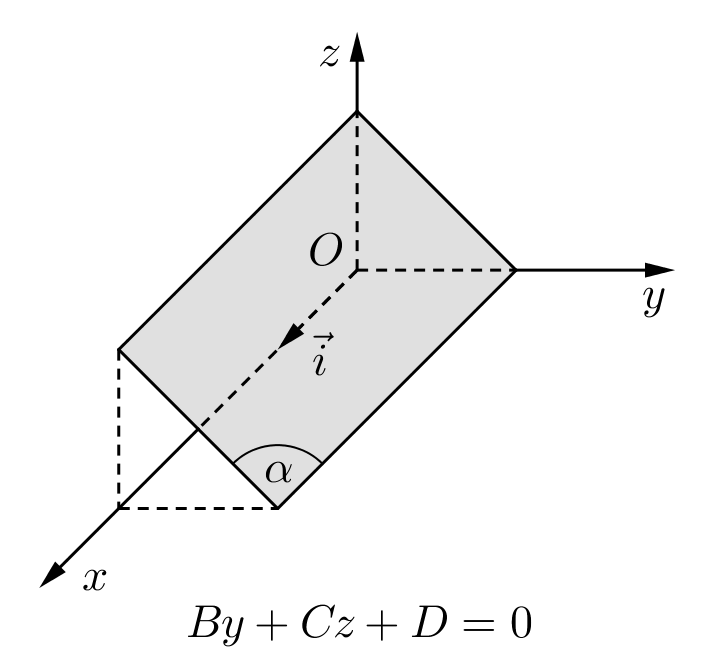 z
O
y
i⃗
α
x
By + Cz + D = 0